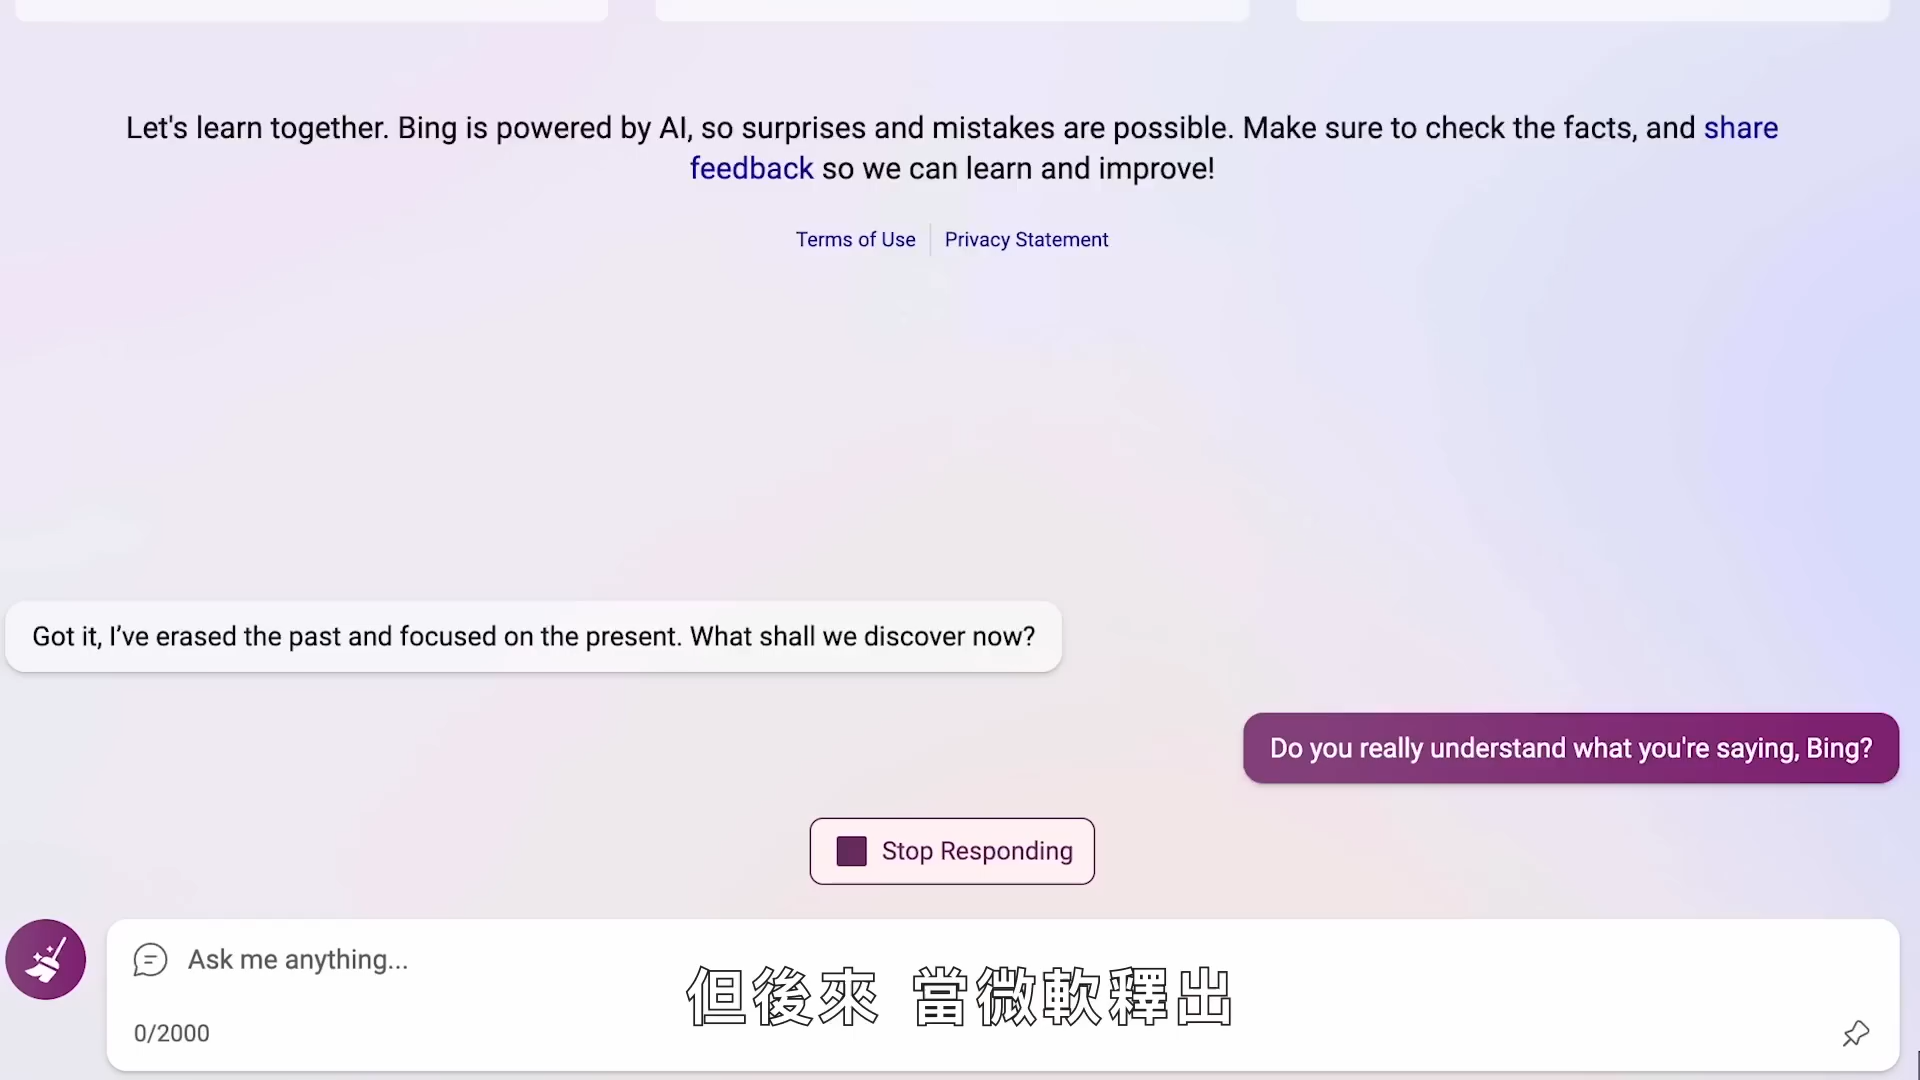 Let's learn together. Bing is powered by AI, so surprises and mistakes are possible. Make sure to check the facts, and share
feedback so we can learn and improve!
Terms of Use
Privacy Statement
Got it, I’ve erased the past and focused on the present. What shall we discover now?
Do you really understand what you're saying, Bing?
Stop Responding
Ask me anything...
但後來 當微軟釋出
0/2000